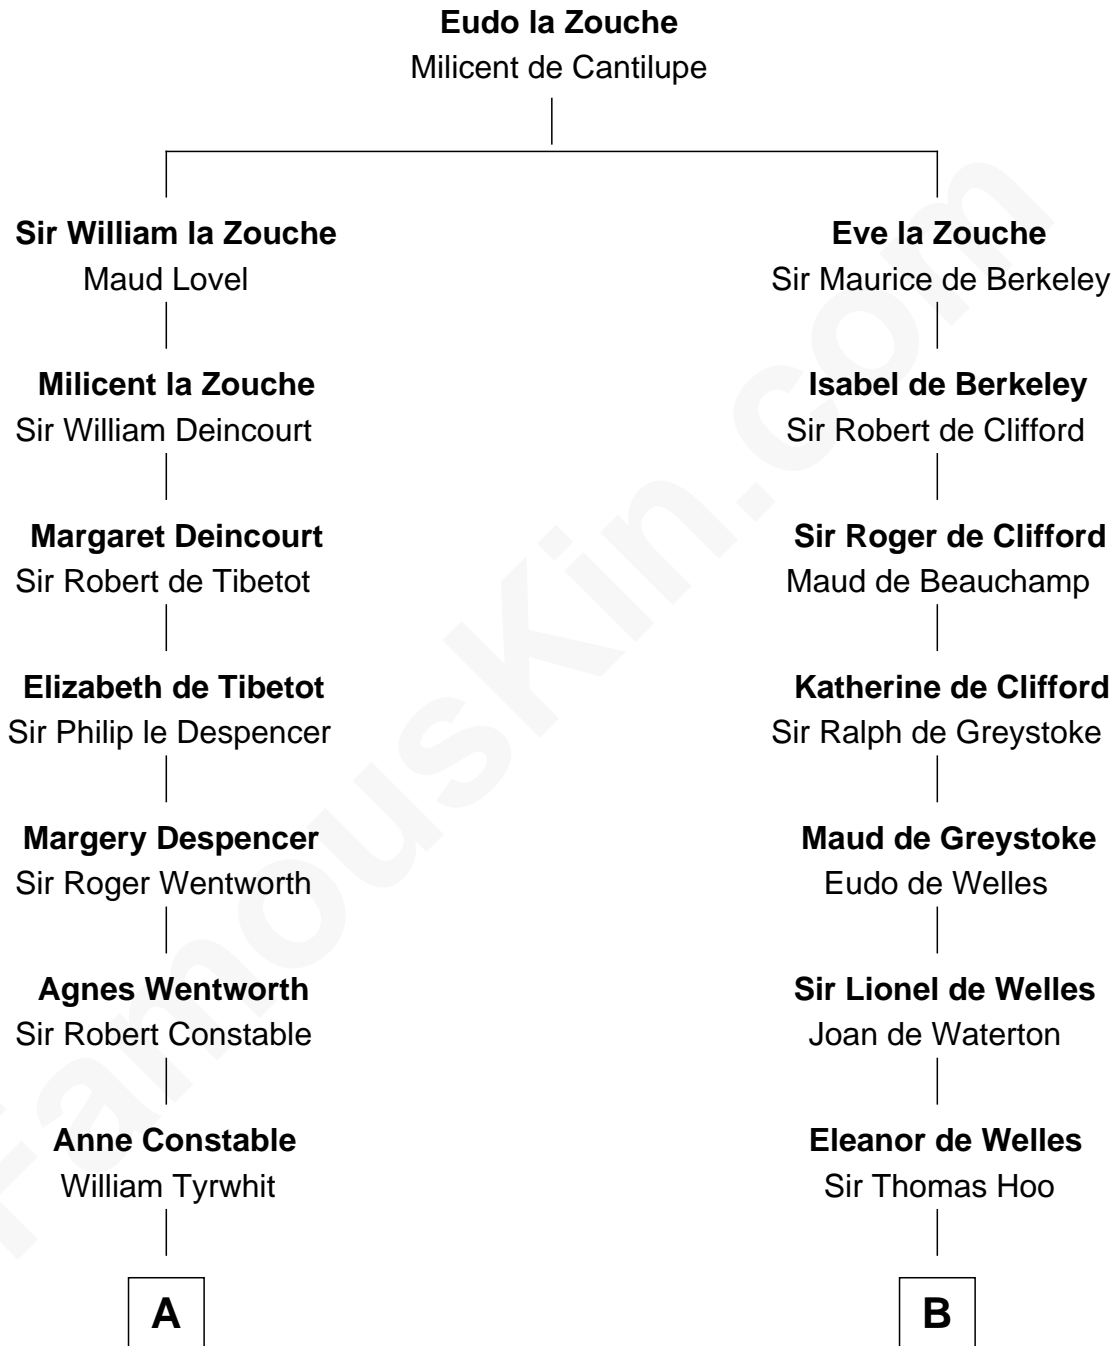 Eudo la Zouche
Milicent de Cantilupe
Sir William la Zouche
Maud Lovel
Eve la Zouche
Sir Maurice de Berkeley
Milicent la Zouche
Sir William Deincourt
Isabel de Berkeley
Sir Robert de Clifford
Margaret Deincourt
Sir Robert de Tibetot
Sir Roger de Clifford
Maud de Beauchamp
Elizabeth de Tibetot
Sir Philip le Despencer
Katherine de Clifford
Sir Ralph de Greystoke
Margery Despencer
Sir Roger Wentworth
Maud de Greystoke
Eudo de Welles
Agnes Wentworth
Sir Robert Constable
Sir Lionel de Welles
Joan de Waterton
Anne Constable
William Tyrwhit
Eleanor de Welles
Sir Thomas Hoo
A
B
FamousKin.com